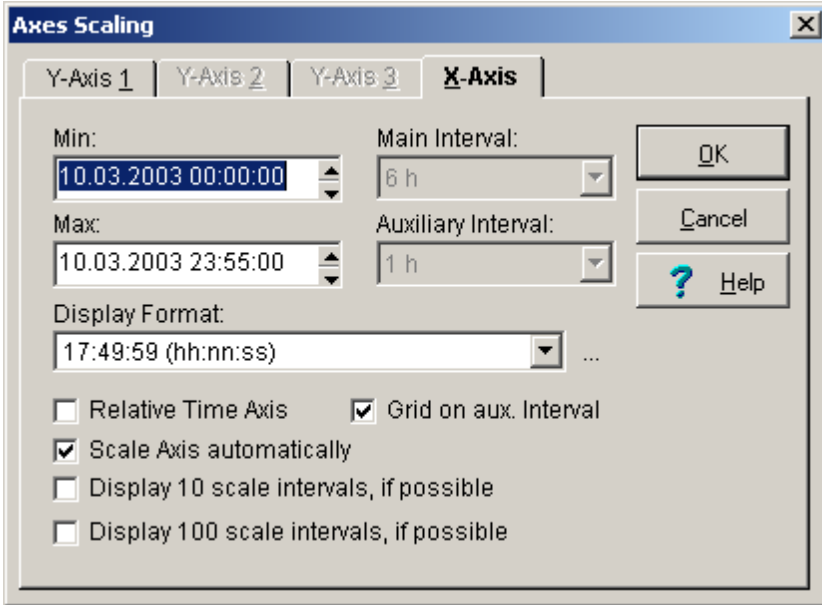 Axes Scaling
Y-Axis 1
Y-Axis 2
Y-Axis 3
X-Axis
Min:
Main Interval:
10.03.2003 00:00:00
6 h
OK
Max:
Auxiliary Interval:
Cancel
10.03.2003 23:55:00
1 h
? Help
Display Format:
17:49:59 (hh:nn:ss)
...
Relative Time Axis
Grid on aux. Interval
Scale Axis automatically
Display 10 scale intervals, if possible
Display 100 scale intervals, if possible